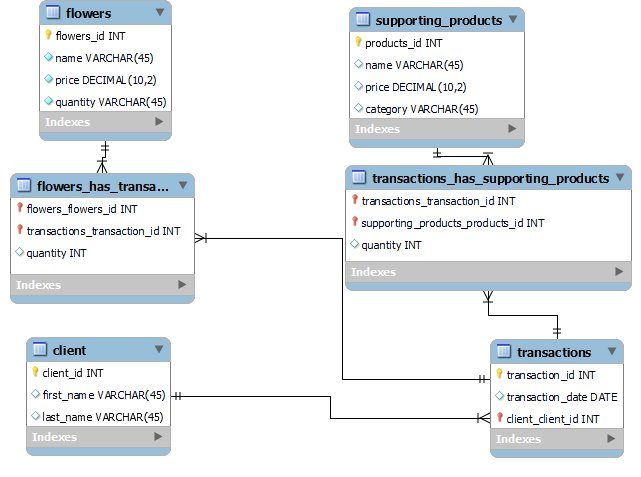 flowers
flowers_id INT
name VARCHAR(45)
price DECIMAL(10,2)
quantity VARCHAR(45)
Indexes
supporting_products
products_id INT
name VARCHAR(45)
price DECIMAL(10,2)
category VARCHAR(45)
Indexes
flowers_has_transa...
flowers_flowers_id INT
transactions_transaction_id INT
quantity INT
Indexes
transactions_has_supporting_products
transactions_transaction_id INT
supporting_products_products_id INT
quantity INT
Indexes
client
client_id INT
first_name VARCHAR(45)
last_name VARCHAR(45)
Indexes
transactions
transaction_id INT
transaction_date DATE
client_client_id INT
Indexes